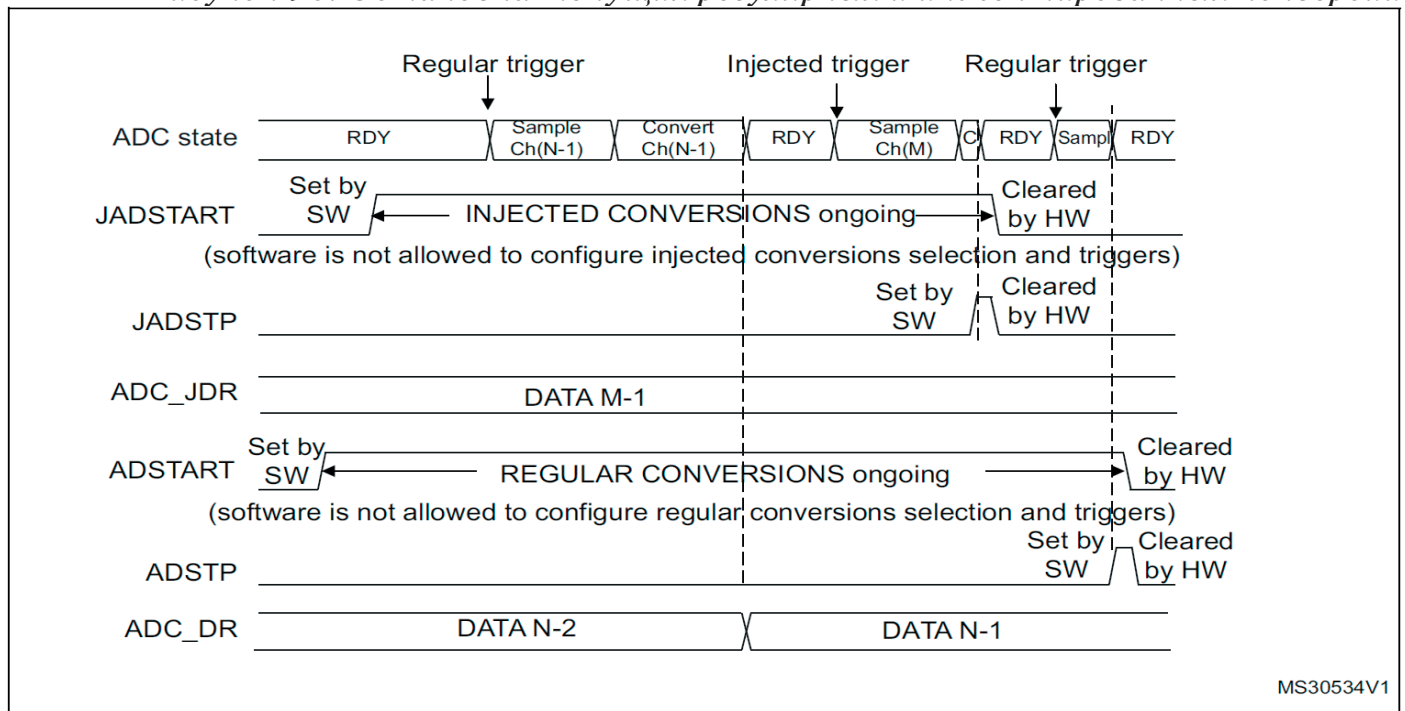 Regular trigger Injected trigger Regular trigger
ADC state RDY Sample Ch(N-1) Convert Ch(N-1) RDY Sample Ch(M) C RDY Sampl RDY
Set by SW
JADSTART
INJECTED CONVERSIONS ongoing
Cleared by HW
(software is not allowed to configure injected conversions selection and triggers)
Set by SW
Cleared by HW
JADSTP
ADC_JDR DATA M-1
Set by SW
ADSTART
REGULAR CONVERSIONS ongoing
Cleared by HW
(software is not allowed to configure regular conversions selection and triggers)
Set by SW
Cleared by HW
ADSTP
ADC_DR DATA N-2 DATA N-1
MS30534V1